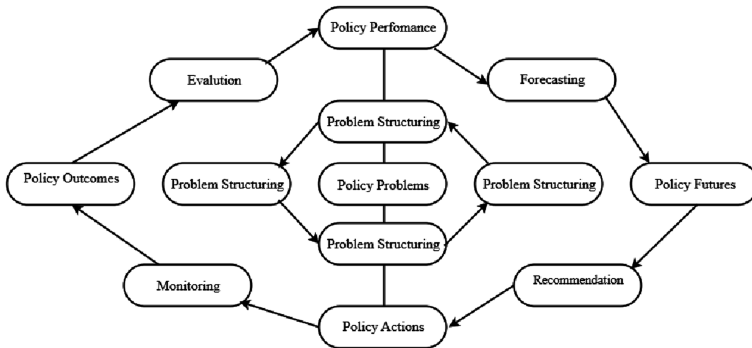 Policy Perfomance
Evalution
Forecasting
Problem Structuring
Policy Outcomes
Problem Structuring
Policy Problems
Problem Structuring
Policy Futures
Problem Structuring
Monitoring
Recommendation
Policy Actions